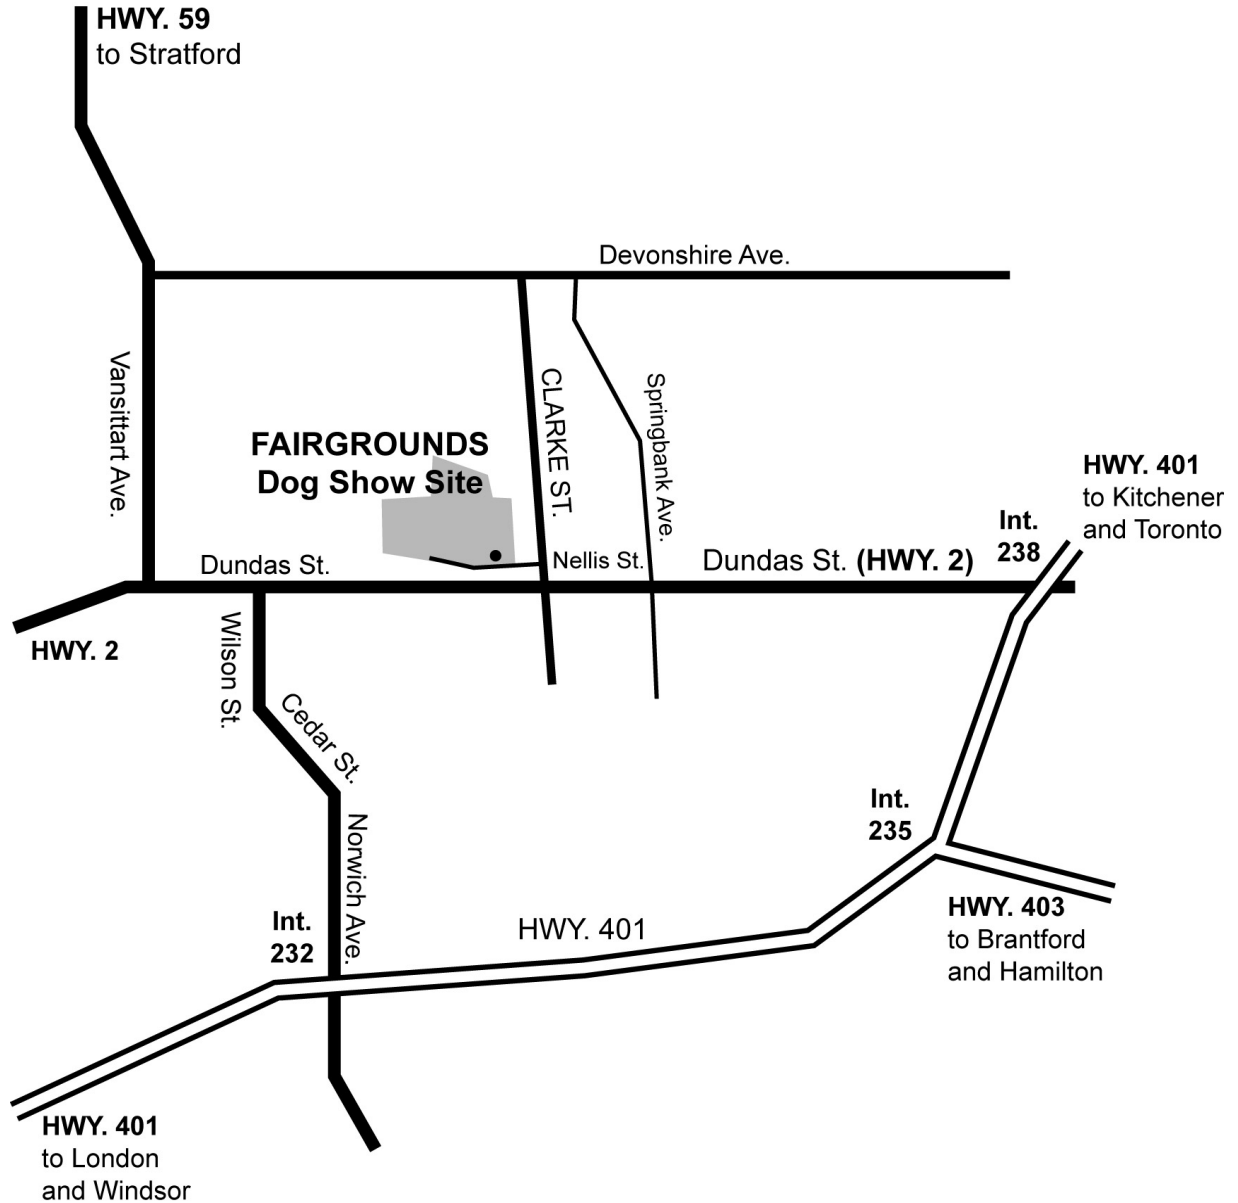 HWY. 59
to Stratford
Devonshire Ave.
Vansittart Ave.
CLARKE ST.
Springbank Ave.
FAIRGROUNDS
Dog Show Site
HWY. 401
to Kitchener
and Toronto
Int.
238
Dundas St.
Nellis St.
Dundas St. (HWY. 2)
HWY. 2
Wilson St.
Cedar St.
Norwich Ave.
Int.
235
Int.
232
HWY. 401
HWY. 403
to Brantford
and Hamilton
HWY. 401
to London
and Windsor